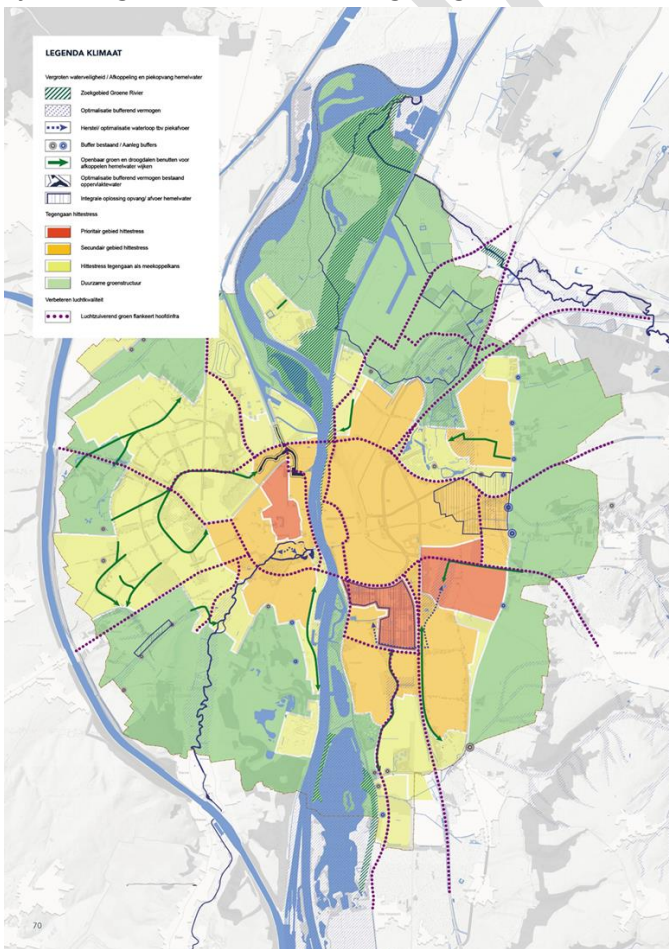 LEGENDA KLIMAAT
Vergroten waterveiligheid / Afkoppeling en piekopvang hemelwater
Zoekgebied Groene Rivier
Optimalisatie bufferend vermogen
Herstel/ optimalisatie waterloop tbv piekafvoer
Buffer bestaand / Aanleg buffers
Openbaar groen en droogdalen benutten voor
afkoppelen hemelwater wijken
Optimalisatie bufferend vermogen bestaand
oppervlaktewater
Integrale oplossing opvang/ afvoer hemelwater
Tegengaan hittestress
Prioritair gebied hittestress
Secundair gebied hittestress
Hittestress tegengaan als meekoppelkans
Duurzame groenstructuur
Verbeteren luchtkwaliteit
Luchtzuiverend groen flankeert hoofdinfra
70